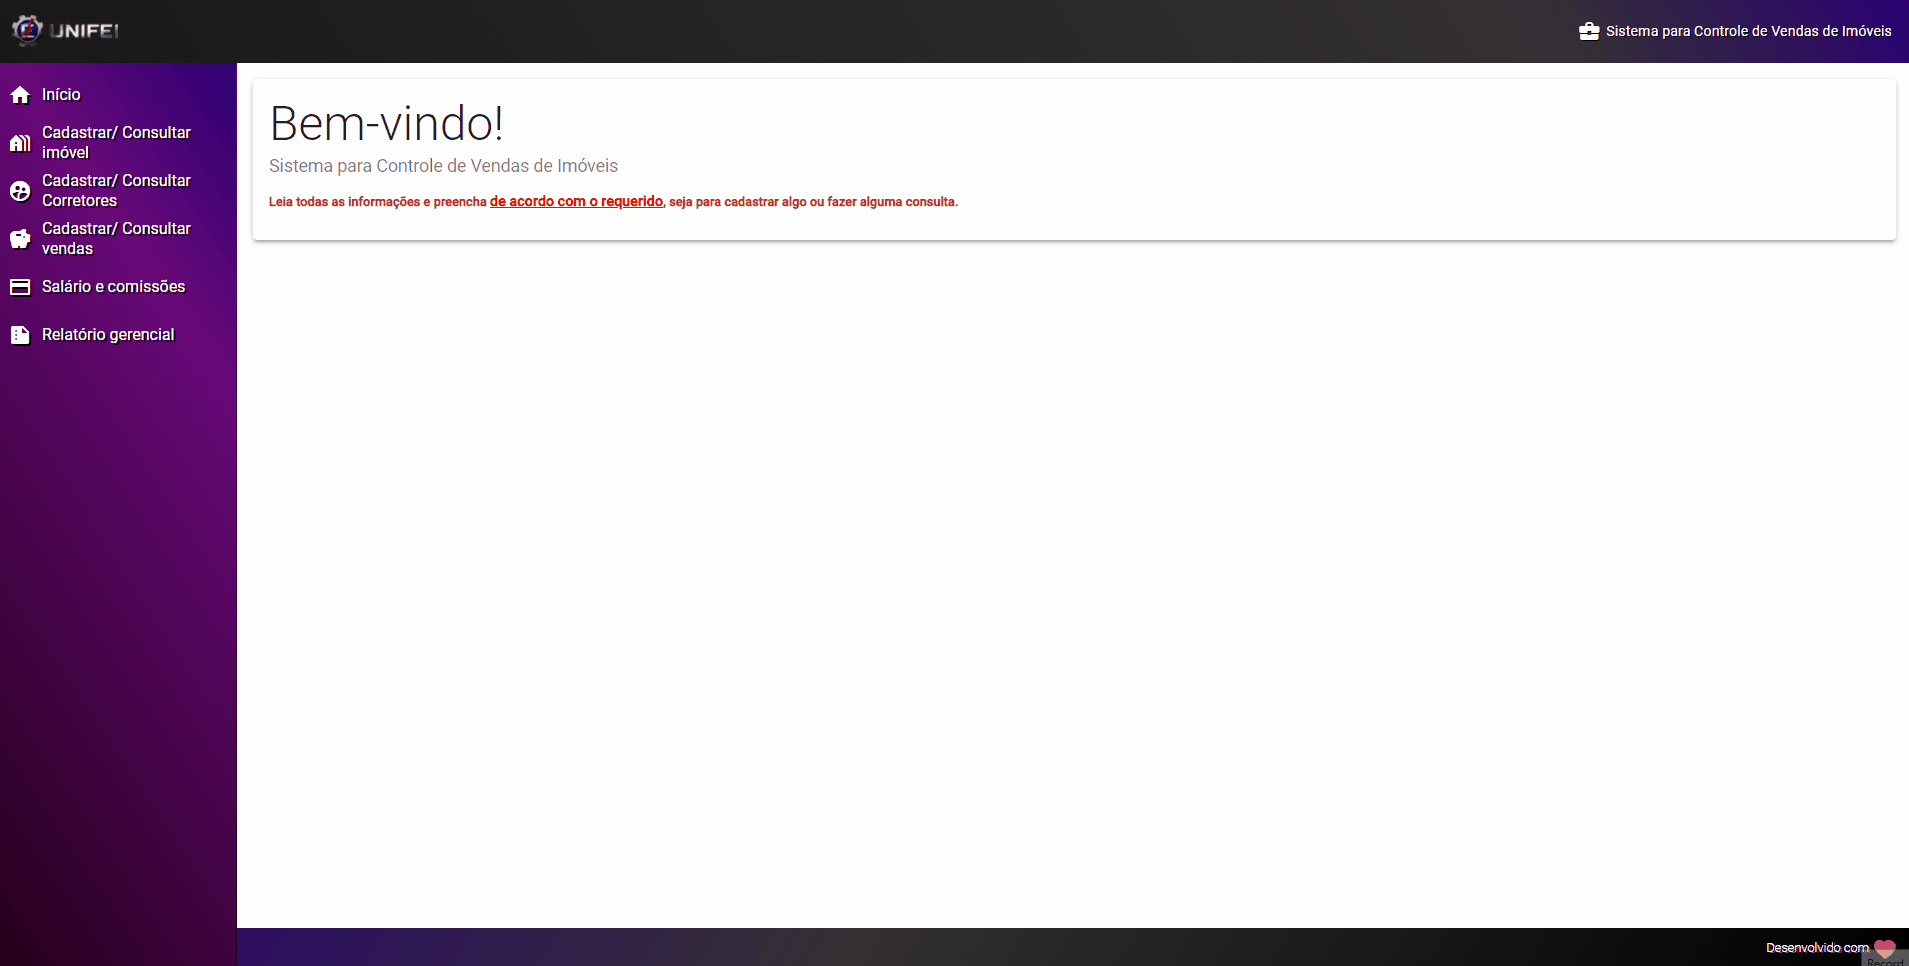 UNIFEI
Sistema para Controle de Vendas de Imóveis
Início
Cadastrar/ Consultar
imóvel
Cadastrar/ Consultar
Corretores
Cadastrar/ Consultar
vendas
Salário e comissões
Relatório gerencial
Bem-vindo!
Sistema para Controle de Vendas de Imóveis
Leia todas as informações e preencha de acordo com o requerido, seja para cadastrar algo ou fazer alguma consulta.
Desenvolvido com
Record